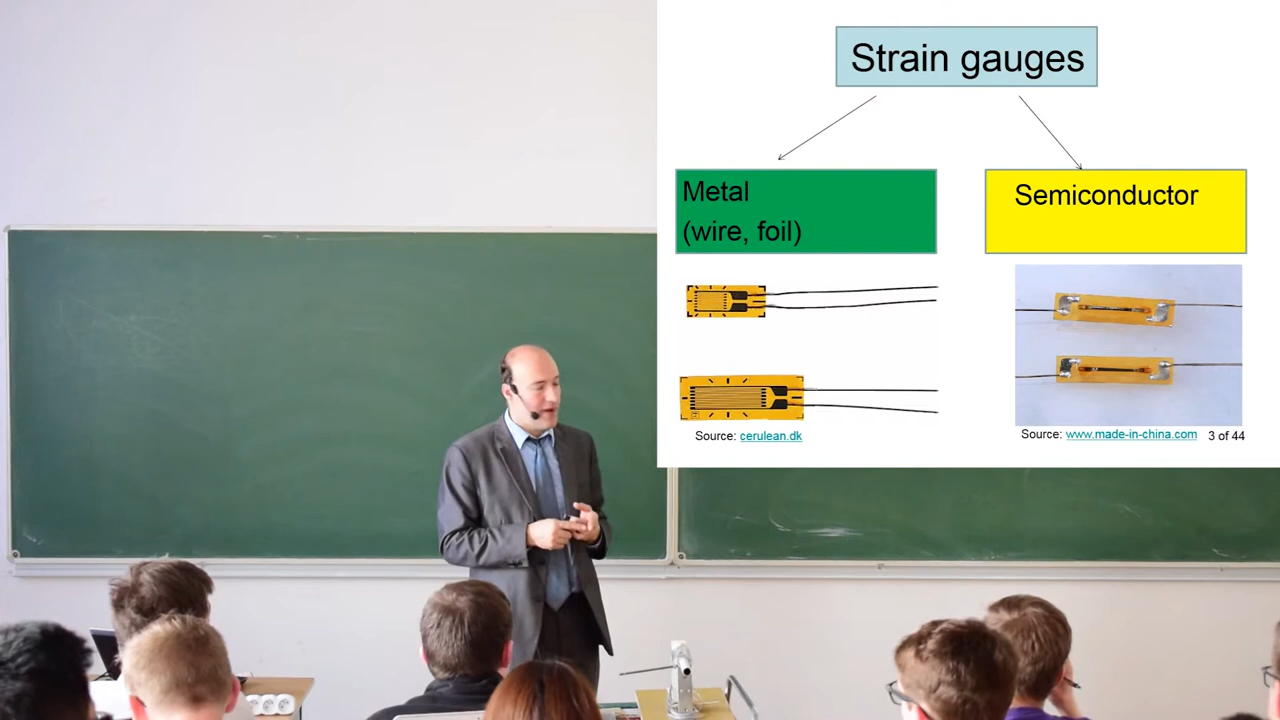 Strain gauges
Metal
(wire, foil)
Semiconductor
Source: cerulean.dk
Source: www.made-in-china.com
3 of 44